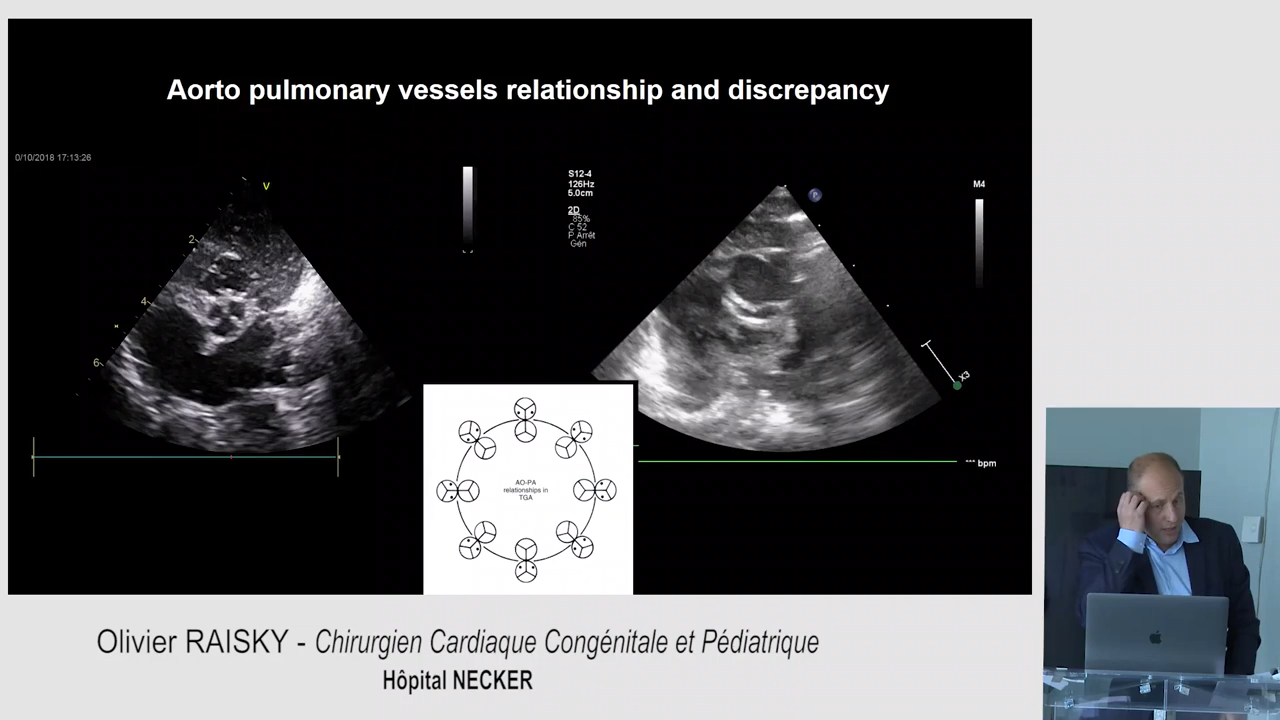 Aorto pulmonary vessels relationship and discrepancy
0/10/2018 17:13:26
V
2
4
6
S12-4
126Hz
5.0cm
2D
85%
C 52
P Arrêt
Gén
P
M4
X3
*** bpm
AO-PA
relationships in
TGA
Olivier RAISKY - Chirurgien Cardiaque Congénitale et Pédiatrique
Hôpital NECKER